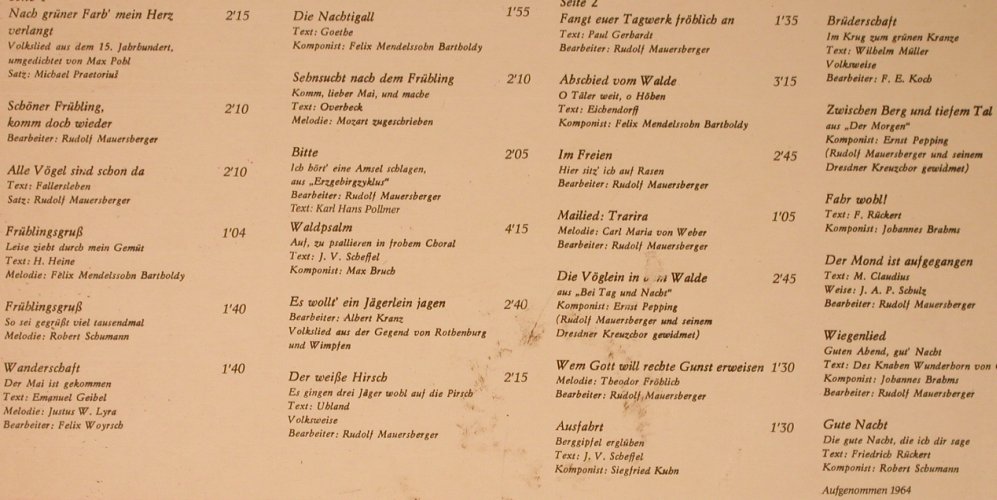 Nach grüner Farb' mein Herz 2'15
verlangt
Volkslied aus dem 15. Jahrhundert,
umgedichtet von Max Pohl
Satz: Michael Praetorius
Schöner Frühling, 2'10
komm doch wieder
Bearbeiter: Rudolf Mauersberger
Alle Vögel sind schon da 2'10
Text: Fallersleben
Satz: Rudolf Mauersberger
Frühlingsgruß 1'04
Leise zieht durch mein Gemüt
Text: H. Heine
Melodie: Felix Mendelssohn Bartholdy
Frühlingsgruß 1'40
So sei gegrüßt viel tausendmal
Melodie: Robert Schumann
Wanderschaft 1'40
Der Mai ist gekommen
Text: Emanuel Geibel
Melodie: Justus W. Lyra
Bearbeiter: Felix Woyrsch
Die Nachtigall 1'55
Text: Goethe
Komponist: Felix Mendelssohn Bartholdy
Sehnsucht nach dem Frühling 2'10
Komm, lieber Mai, und mache
Text: Overbeck
Melodie: Mozart zugeschrieben
Bitte 2'05
Ich hört' eine Amsel schlagen,
aus „Erzgebirgzyklus"
Bearbeiter: Rudolf Mauersberger
Text: Karl Hans Pollmer
Waldpsalm 4'15
Auf, zu psallieren in frohem Choral
Text: J. V. Scheffel
Komponist: Max Bruch
Es wollt' ein Jägerlein jagen 2'40
Bearbeiter: Albert Kranz
Volkslied aus der Gegend von Rothenburg
und Wimpfen
Der weiße Hirsch 2'15
Es gingen drei Jäger wohl auf die Pirsch
Text: Uhland
Volksweise
Bearbeiter: Rudolf Mauersberger
Seite 2
Fangt euer Tagwerk fröhlich an 1'35
Text: Paul Gerhardt
Bearbeiter: Rudolf Mauersberger
Abschied vom Walde 3'15
O Täler weit, o Höhen
Text: Eichendorff
Komponist: Felix Mendelssohn Bartholdy
Im Freien 2'45
Hier sitz' ich auf Rasen
Bearbeiter: Rudolf Mauersberger
Mailied: Trarira 1'05
Melodie: Carl Maria von Weber
Bearbeiter: Rudolf Mauersberger
Die Vöglein in Walde 2'45
aus „Bei Tag und Nacht"
Komponist: Ernst Pepping
(Rudolf Mauersberger und seinem
Dresdner Kreuzchor gewidmet)
Wem Gott will rechte Gunst erweisen 1'30
Melodie: Theodor Fröhlich
Bearbeiter: Rudolf Mauersberger
Ausfahrt 1'30
Berggipfel erglühen
Text: J. V. Scheffel
Komponist: Siegfried Kuhn
Brüderschaft
Im Krug zum grünen Kranze
Text: Wilhelm Müller
Volksweise
Bearbeiter: F. E. Koch
Zwischen Berg und tiefem Tal
aus „Der Morgen"
Komponist: Ernst Pepping
(Rudolf Mauersberger und seinem
Dresdner Kreuzchor gewidmet)
Fahr wohl!
Text: F. Rückert
Komponist: Johannes Brahms
Der Mond ist aufgegangen
Text: M. Claudius
Weise: J. A. P. Schulz
Bearbeiter: Rudolf Mauersberger
Wiegenlied
Guten Abend, gut' Nacht
Text: Des Knaben Wunderhorn von
Komponist: Johannes Brahms
Bearbeiter: Rudolf Mauersberger
Gute Nacht
Die gute Nacht, die ich dir sage
Text: Friedrich Rückert
Komponist: Robert Schumann
Aufgenommen 1964